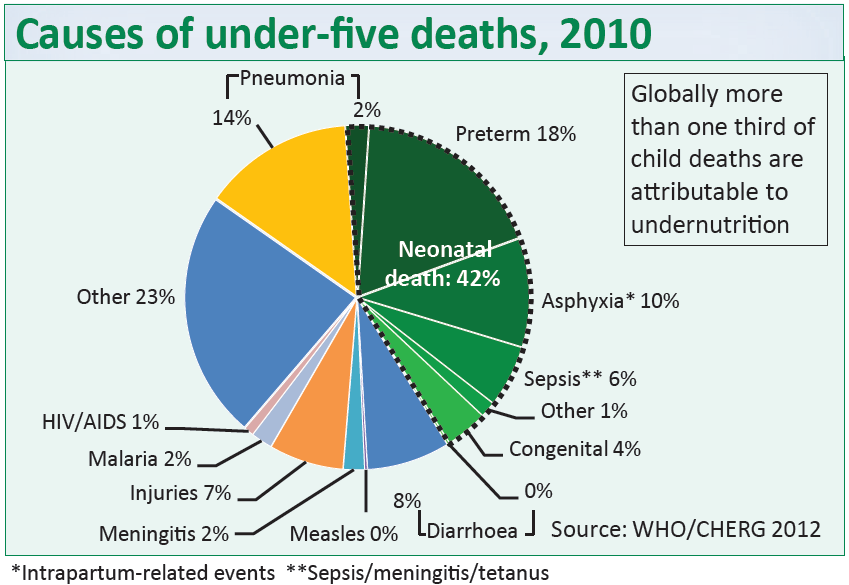 Causes of under-five deaths, 2010
Pneumonia
14%
2%
Preterm 18%
Globally more
than one third of
child deaths are
attributable to
undernutrition
Neonatal
death: 42%
Other 23%
Asphyxia* 10%
Sepsis** 6%
Other 1%
HIV/AIDS 1%
Congenital 4%
Malaria 2%
Injuries 7%
0%
8%
Meningitis 2%
Measles 0%
Diarrhoea
Source: WHO/CHERG 2012
*Intrapartum-related events **Sepsis/meningitis/tetanus